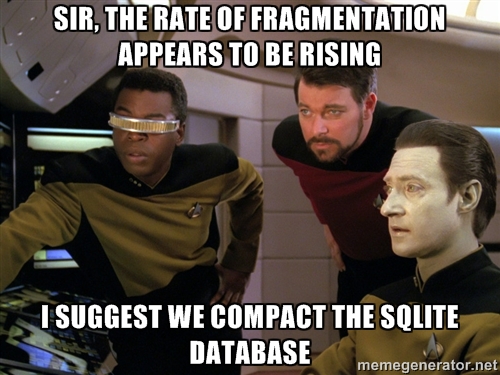 SIR, THE RATE OF FRAGMENTATION
APPEARS TO BE RISING
I SUGGEST WE COMPACT THE SQLITE
DATABASE
memegenerator.net